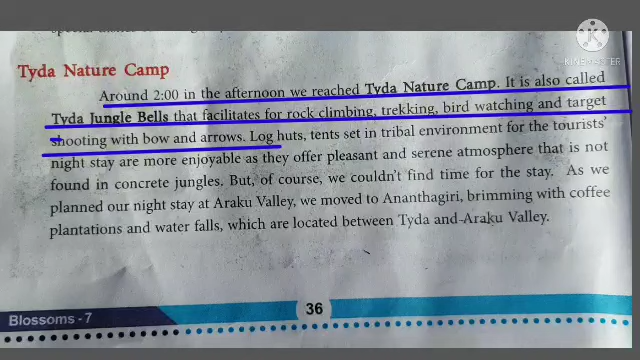 Tyda Nature Camp
Around 2:00 in the afternoon we reached Tyda Nature Camp. It is also called
Tyda Jungle Bells that facilitates for rock climbing, trekking, bird watching and target
shooting with bow and arrows. Log huts, tents set in tribal environment for the tourists'
night stay are more enjoyable as they offer pleasant and serene atmosphere that is not
found in concrete jungles. But, of course, we couldn't find time for the stay. As we
planned our night stay at Araku Valley, we moved to Ananthagiri, brimming with coffee
plantations and water falls, which are located between Tyda and Araku Valley.
Blossoms - 7
36
KINEMASTER